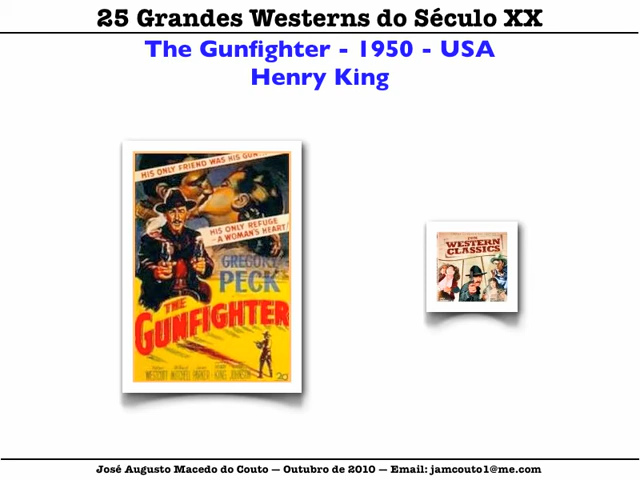 25 Grandes Westerns do Século XX
The Gunfighter - 1950 - USA
Henry King
HIS ONLY FRIEND WAS HIS GUN
HIS ONLY REFUGE
A WOMAN'S HEART!
GREGORY
PECK
THE
GUNFIGHTER
WESTERN
CLASSICS
José Augusto Macedo do Couto — Outubro de 2010 — Email: jamcouto1@me.com